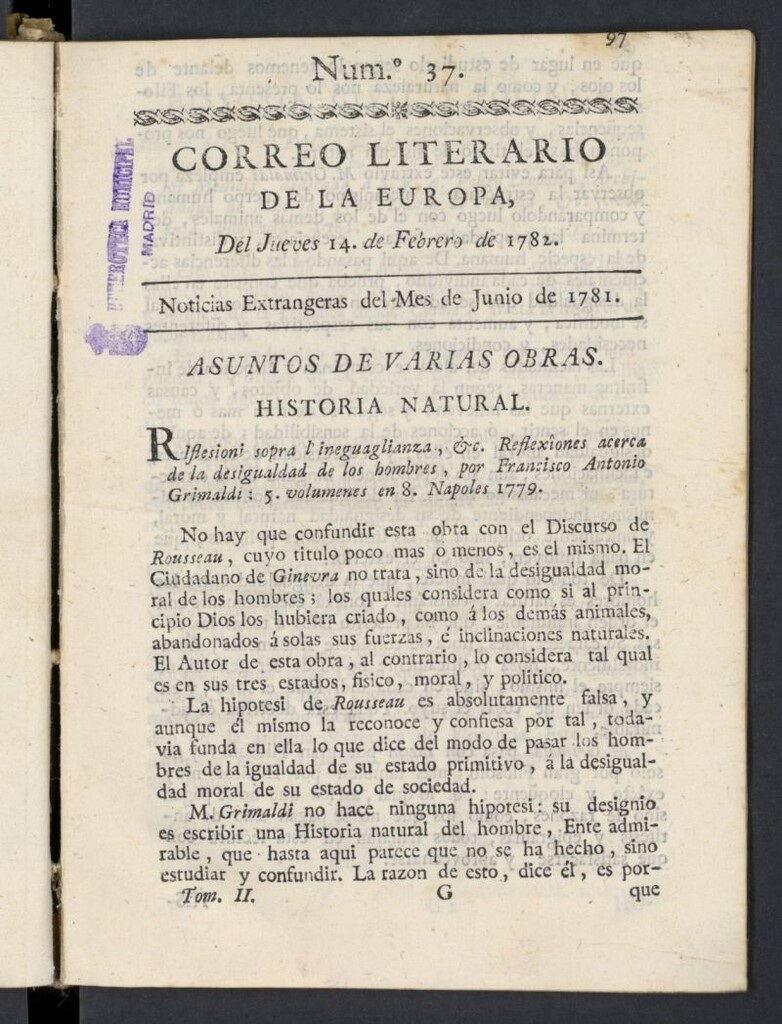 97
Num.º 37.
CORREO LITERARIO
DE LA EUROPA,
Del Jueves 14. de Febrero de 1782.
Noticias Extrangeras del Mes de Junio de 1781.
ASUNTOS DE VARIAS OBRAS.
HISTORIA NATURAL.
RIflesioni sopra l'ineguaglianza, &c. Reflexiones acerca
de la desigualdad de los hombres, por Francisco Antonio
Grimaldi: 5. volumenes en 8. Napoles 1779.
No hay que confundir esta obra con el Discurso de
Rousseau, cuyo titulo poco mas o menos, es el mismo. El
Ciudadano de Ginevra no trata, sino de la desigualdad mo-
ral de los hombres; los quales considera como si al prin-
cipio Dios los hubiera criado, como á los demás animales,
abandonados á solas sus fuerzas, é inclinaciones naturales.
El Autor de esta obra, al contrario, lo considera tal qual
es en sus tres estados, fisico, moral, y politico.
La hipotesi de Rousseau es absolutamente falsa, y
aunque él mismo la reconoce y confiesa por tal, toda-
via funda en ella lo que dice del modo de pasar los hom-
bres de la igualdad de su estado primitivo, á la desigual-
dad moral de su estado de sociedad.
M. Grimaldi no hace ninguna hipotesi: su designio
es escribir una Historia natural del hombre, Ente admi-
rable, que hasta aqui parece que no se ha hecho, sino
estudiar y confundir. La razon de esto, dice él, es por-
Tom. II. G que
HEMEROTECA MUNICIPAL
MADRID